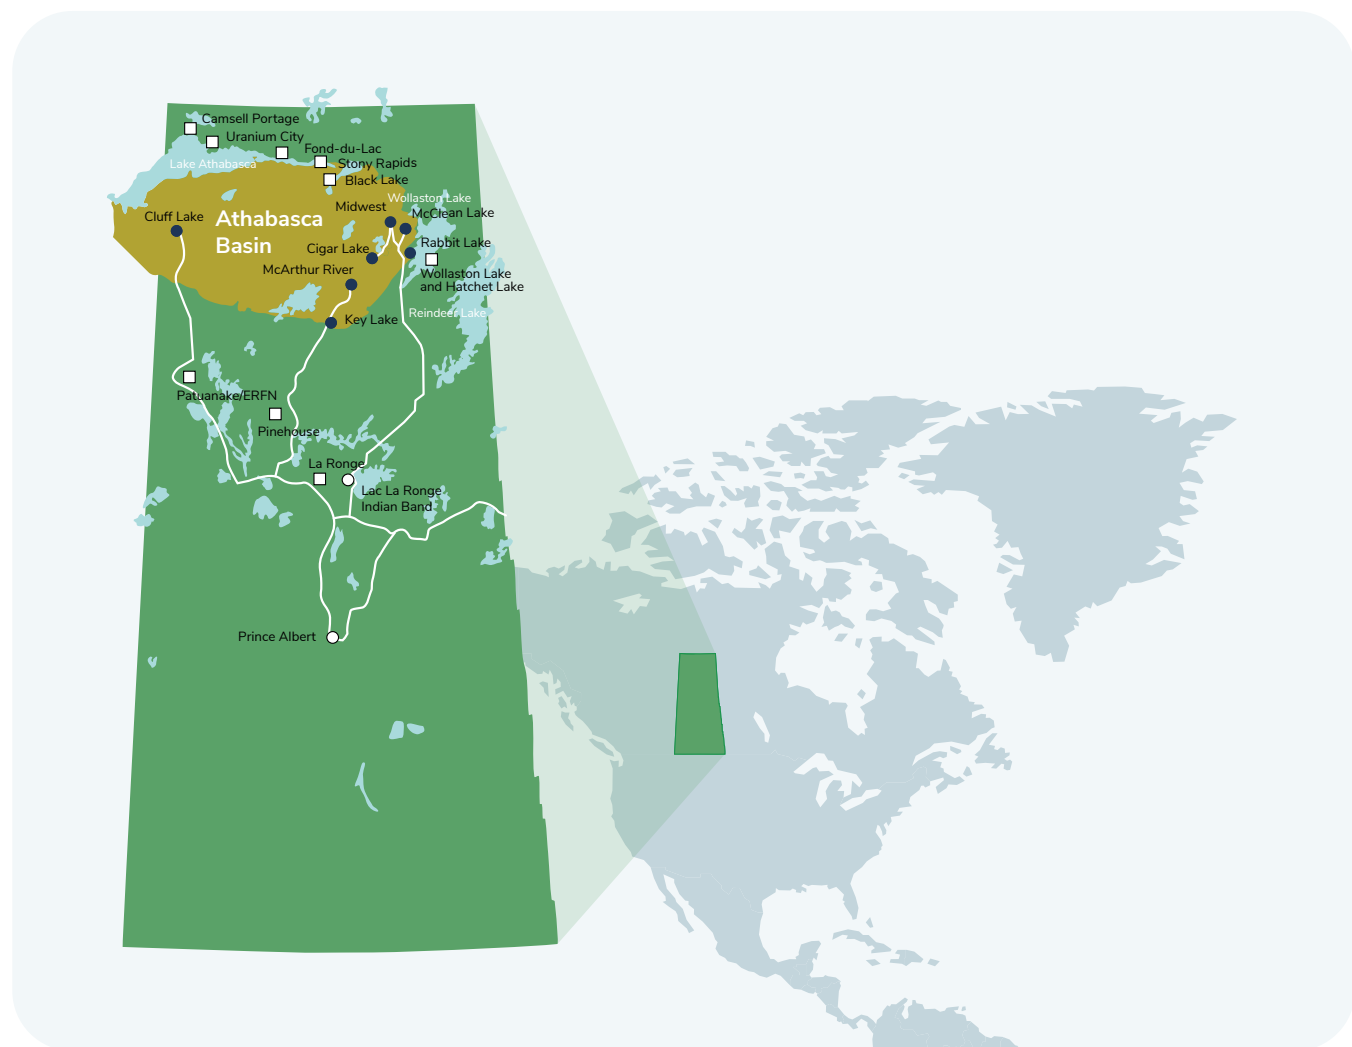 Camsell Portage
Uranium City
Fond-du-Lac
Lake Athabasca
Stony Rapids
Black Lake
Wollaston Lake
Midwest
McClean Lake
Cluff Lake
Athabasca
Basin
Rabbit Lake
Cigar Lake
McArthur River
Wollaston Lake
and Hatchet Lake
Reindeer Lake
Key Lake
Patuanake/ERFN
Pinehouse
La Ronge
Lac La Ronge
Indian Band
Prince Albert